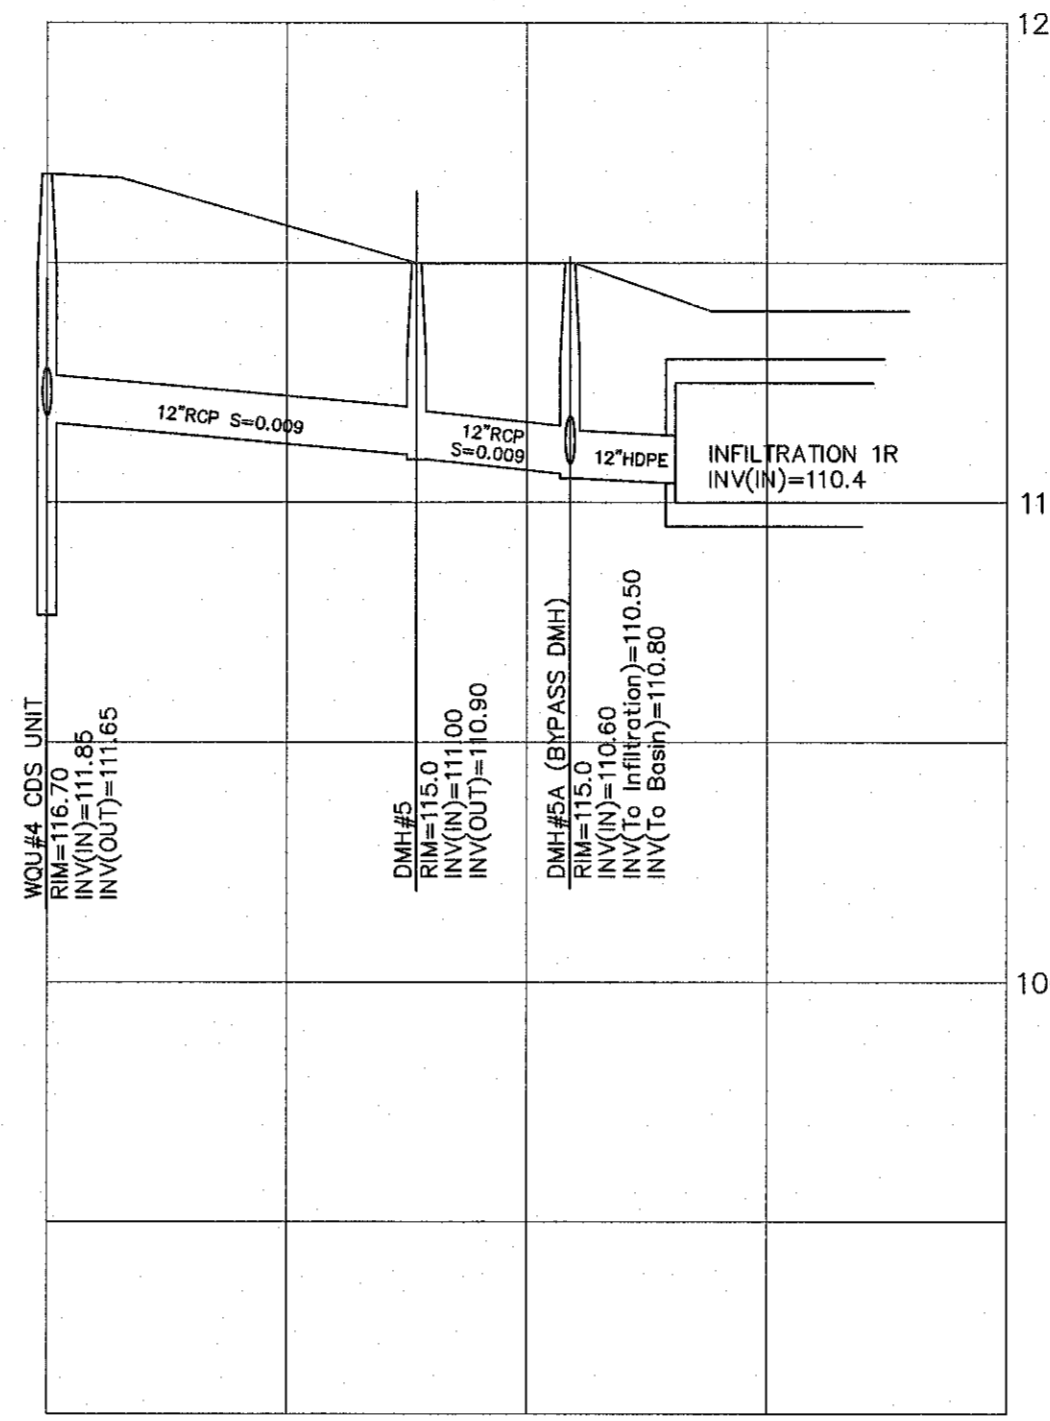 12
12"RCP S=0.009
12"RCP
S=0.009
12"HDPE
INFILTRATION 1R
INV(IN)=110.4
11
WQU#4 CDS UNIT
RIM=116.70
INV(IN)=111.85
INV(OUT)=111.65
DMH#5
RIM=115.0
INV(IN)=111.00
INV(OUT)=110.90
DMH#5A (BYPASS DMH)
RIM=115.0
INV(IN)=110.60
INV(To Infiltration)=110.50
INV(To Basin)=110.80
10